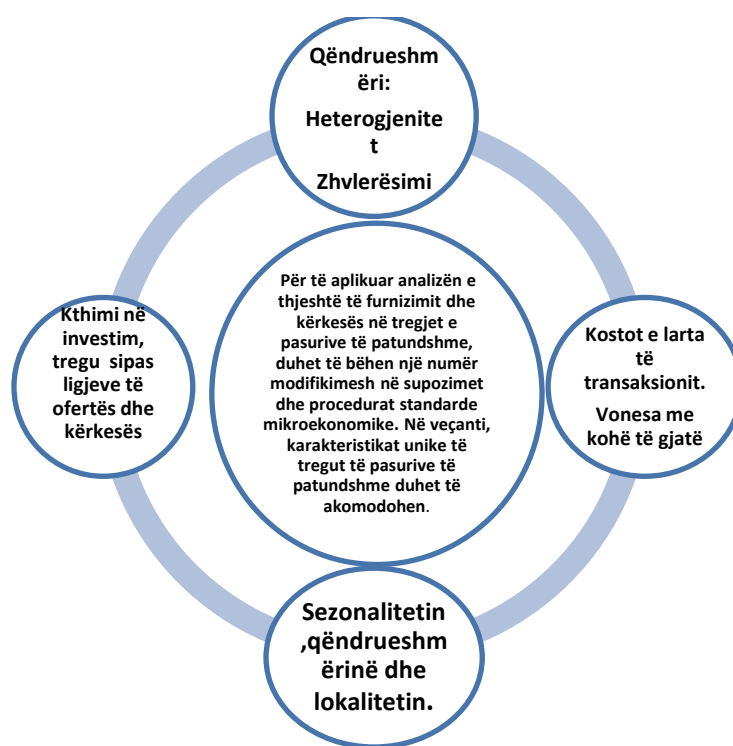 Qëndrueshm
ëri:
Heterogjenite
t
Zhvlerësimi
Për të aplikuar analizën e
thjeshtë të furnizimit dhe
kërkesës në tregjet e
pasurive të patundshme,
duhet të bëhen një numër
modifikimesh në supozimet
dhe procedurat standarde
mikroekonomike. Në veçanti,
karakteristikat unike të
tregut të pasurive të
patundshme duhet të
akomodohen.
Kthimi në
investim,
tregu sipas
ligjeve të
ofertës dhe
kërkesës
Kostot e larta
të
transaksionit.
Vonesa me
kohë të gjatë
Sezonalitetin
,qëndrueshm
ërinë dhe
lokalitetin.